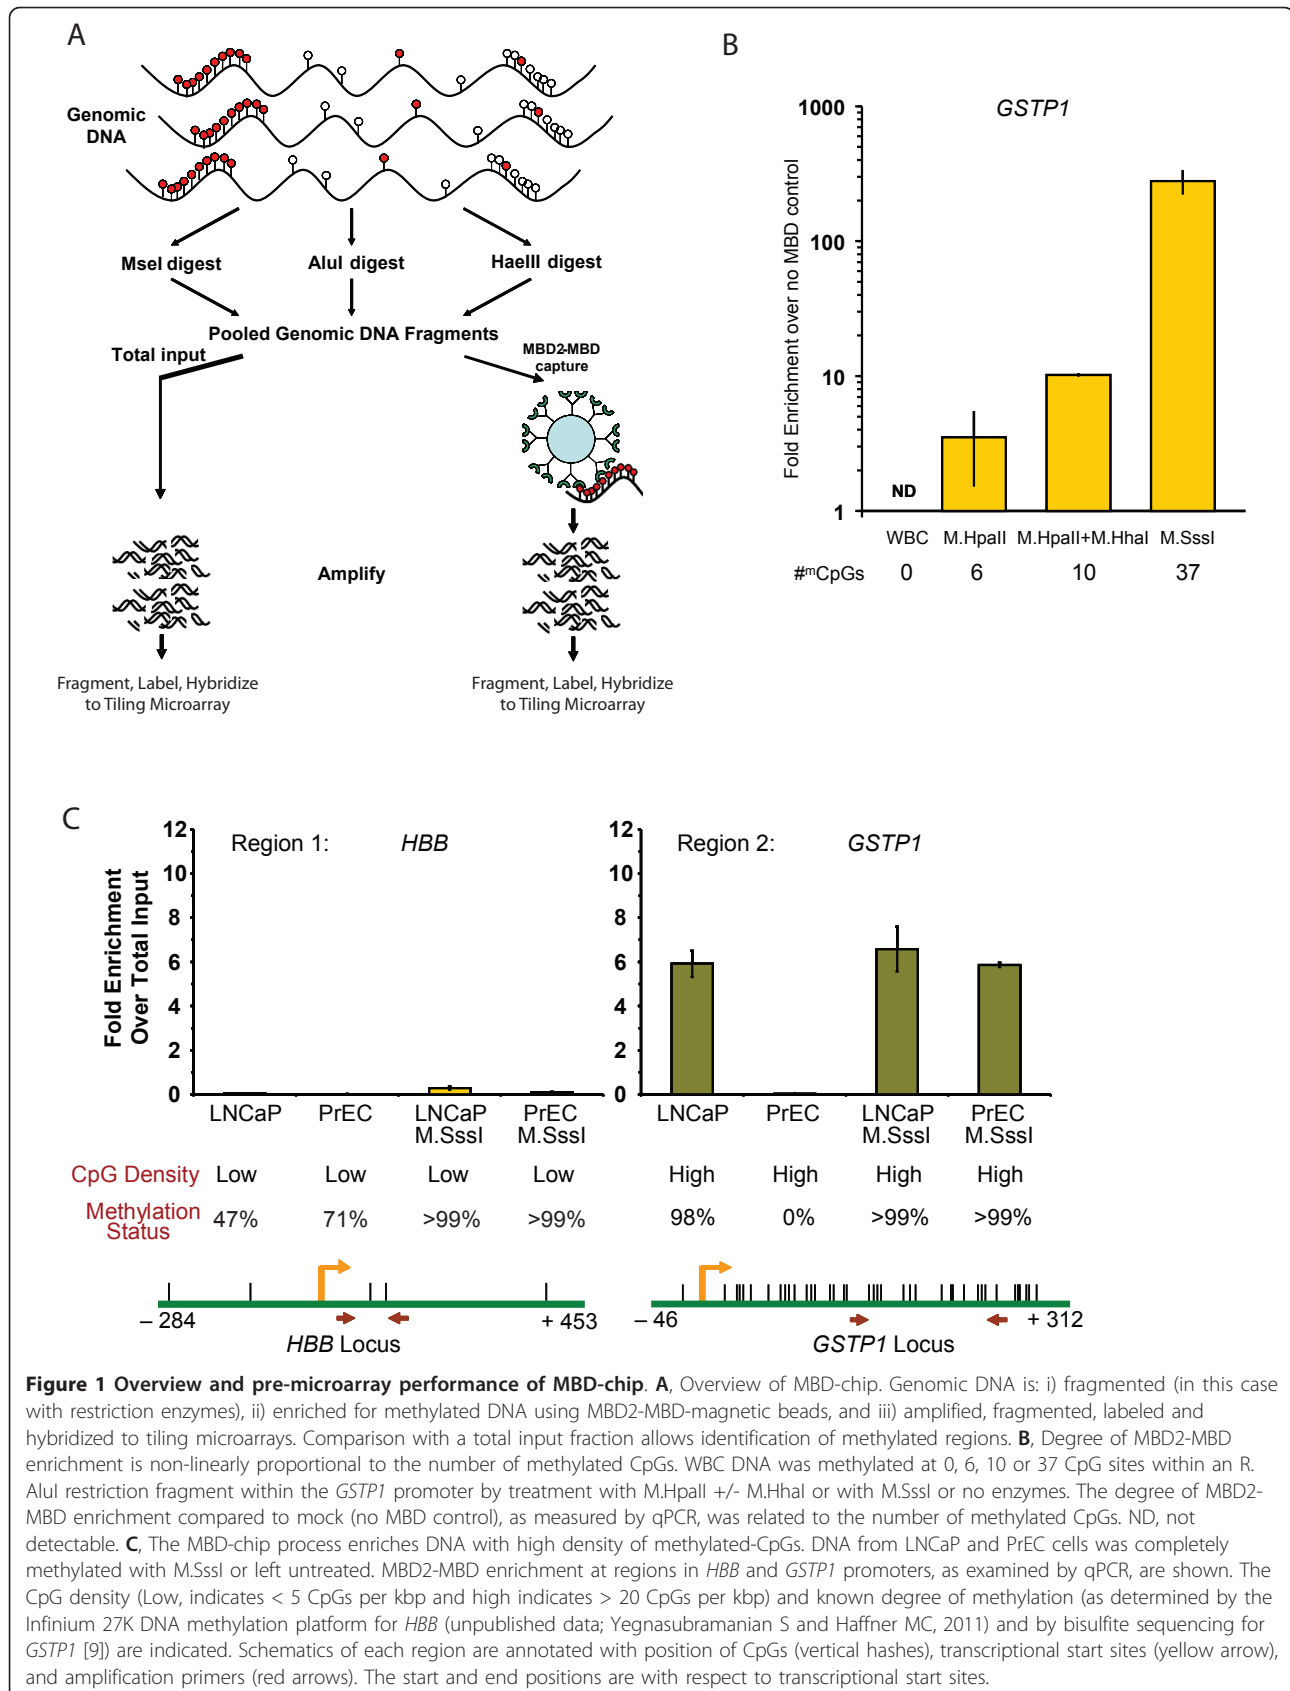 A
Genomic
DNA
MseI digest
AluI digest
HaeIII digest
Pooled Genomic DNA Fragments
Total input
MBD2-MBD
capture
Amplify
Fragment, Label, Hybridize
to Tiling Microarray
Fragment, Label, Hybridize
to Tiling Microarray
B
GSTP1
Fold Enrichment over no MBD control
1000
100
10
1
ND
WBC M.HpaII M.HpaII+M.HhaI M.SssI
#mCpGs 0 6 10 37
C
Region 1: HBB
Fold Enrichment
Over Total Input
12
10
8
6
4
2
0
LNCaP PrEC LNCaP M.SssI PrEC M.SssI
Region 2: GSTP1
12
10
8
6
4
2
0
LNCaP PrEC LNCaP M.SssI PrEC M.SssI
CpG Density Low Low Low Low High High High High
Methylation
Status 47% 71% >99% >99% 98% 0% >99% >99%
– 284 + 453
HBB Locus
– 46 + 312
GSTP1 Locus
Figure 1 Overview and pre-microarray performance of MBD-chip. A, Overview of MBD-chip. Genomic DNA is: i) fragmented (in this case
with restriction enzymes), ii) enriched for methylated DNA using MBD2-MBD-magnetic beads, and iii) amplified, fragmented, labeled and
hybridized to tiling microarrays. Comparison with a total input fraction allows identification of methylated regions. B, Degree of MBD2-MBD
enrichment is non-linearly proportional to the number of methylated CpGs. WBC DNA was methylated at 0, 6, 10 or 37 CpG sites within an R.
AluI restriction fragment within the GSTP1 promoter by treatment with M.HpaII +/- M.HhaI or with M.SssI or no enzymes. The degree of MBD2-
MBD enrichment compared to mock (no MBD control), as measured by qPCR, was related to the number of methylated CpGs. ND, not
detectable. C, The MBD-chip process enriches DNA with high density of methylated-CpGs. DNA from LNCaP and PrEC cells was completely
methylated with M.SssI or left untreated. MBD2-MBD enrichment at regions in HBB and GSTP1 promoters, as examined by qPCR, are shown. The
CpG density (Low, indicates < 5 CpGs per kbp and high indicates > 20 CpGs per kbp) and known degree of methylation (as determined by the
Infinium 27K DNA methylation platform for HBB (unpublished data; Yegnasubramanian S and Haffner MC, 2011) and by bisulfite sequencing for
GSTP1 [9]) are indicated. Schematics of each region are annotated with position of CpGs (vertical hashes), transcriptional start sites (yellow arrow),
and amplification primers (red arrows). The start and end positions are with respect to transcriptional start sites.